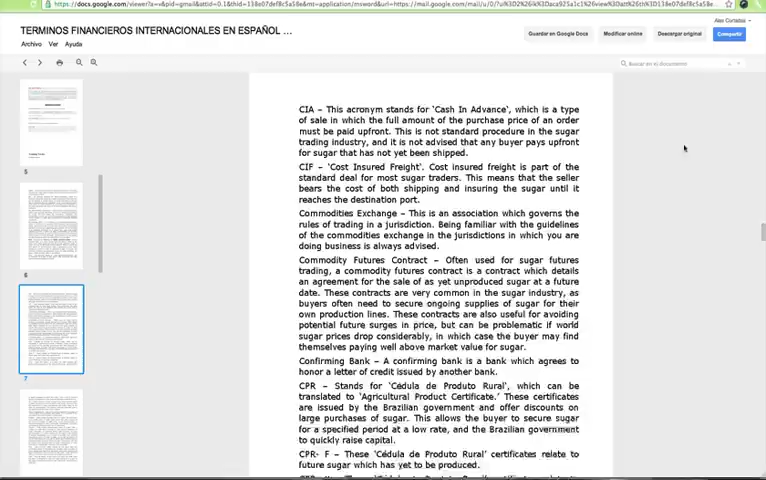 TERMINOS FINANCIEROS INTERNACIONALES EN ESPAÑOL ...
Alex Cortabas
Guardar en Google Docs
Modificar online
Descargar original
Compartir
Archivo Ver Ayuda
Buscar en el documento
5
6
7
CIA – This acronym stands for 'Cash In Advance', which is a type
of sale in which the full amount of the purchase price of an order
must be paid upfront. This is not standard procedure in the sugar
trading industry, and it is not advised that any buyer pays upfront
for sugar that has not yet been shipped.
CIF – 'Cost Insured Freight'. Cost insured freight is part of the
standard deal for most sugar traders. This means that the seller
bears the cost of both shipping and insuring the sugar until it
reaches the destination port.
Commodities Exchange – This is an association which governs the
rules of trading in a jurisdiction. Being familiar with the guidelines
of the commodities exchange in the jurisdictions in which you are
doing business is always advised.
Commodity Futures Contract – Often used for sugar futures
trading, a commodity futures contract is a contract which details
an agreement for the sale of as yet unproduced sugar at a future
date. These contracts are very common in the sugar industry, as
buyers often need to secure ongoing supplies of sugar for their
own production lines. These contracts are also useful for avoiding
potential future surges in price, but can be problematic if world
sugar prices drop considerably, in which case the buyer may find
themselves paying well above market value for sugar.
Confirming Bank – A confirming bank is a bank which agrees to
honor a letter of credit issued by another bank.
CPR – Stands for 'Cédula de Produto Rural', which can be
translated to 'Agricultural Product Certificate.' These certificates
are issued by the Brazilian government and offer discounts on
large purchases of sugar. This allows the buyer to secure sugar
for a specified period at a low rate, and the Brazilian government
to quickly raise capital.
CPR- F – These 'Cédula de Produto Rural' certificates relate to
future sugar which has yet to be produced.